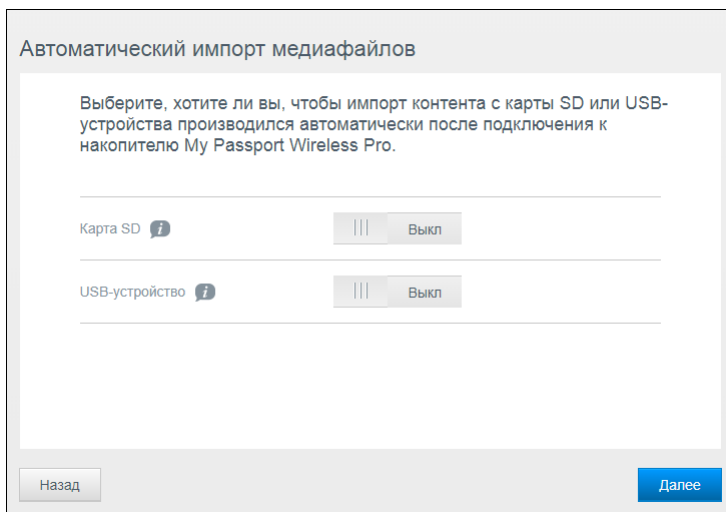 Автоматический импорт медиафайлов
Выберите, хотите ли вы, чтобы импорт контента с карты SD или USB-
устройства производился автоматически после подключения к
накопителю My Passport Wireless Pro.
Карта SD i
Выкл
USB-устройство i
Выкл
Назад
Далее